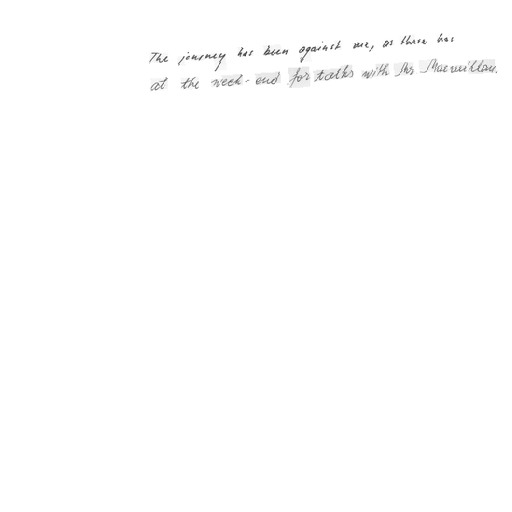 The journey has been against me, as there has
at the week-end for talks with Mr Macmillan.